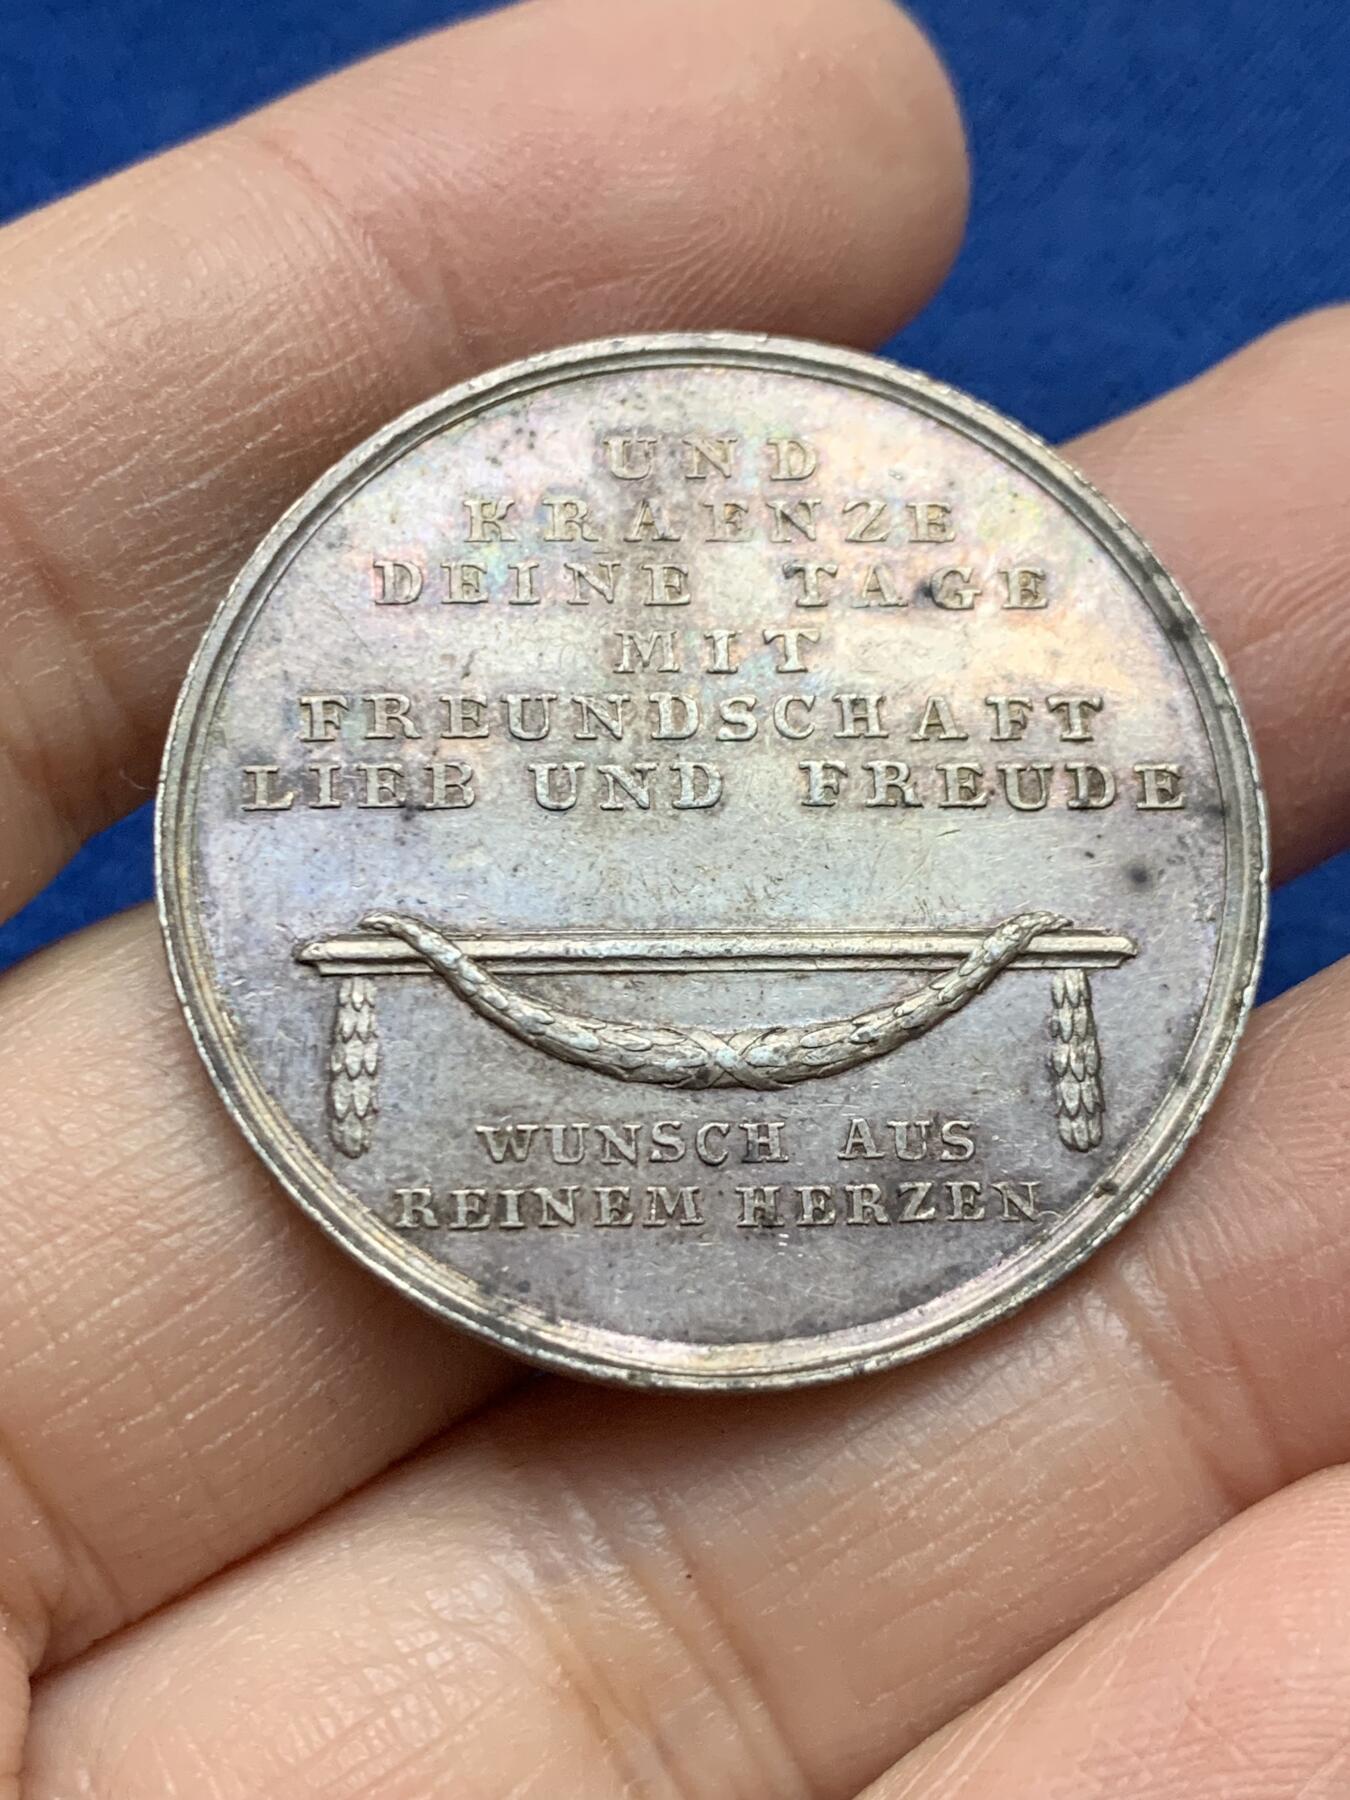 UND
KRAENZE
DEINE TAGE
MIT
FREUNDSCHAFT
LIEB UND FREUDE
WUNSCH AUS
REINEM HERZEN